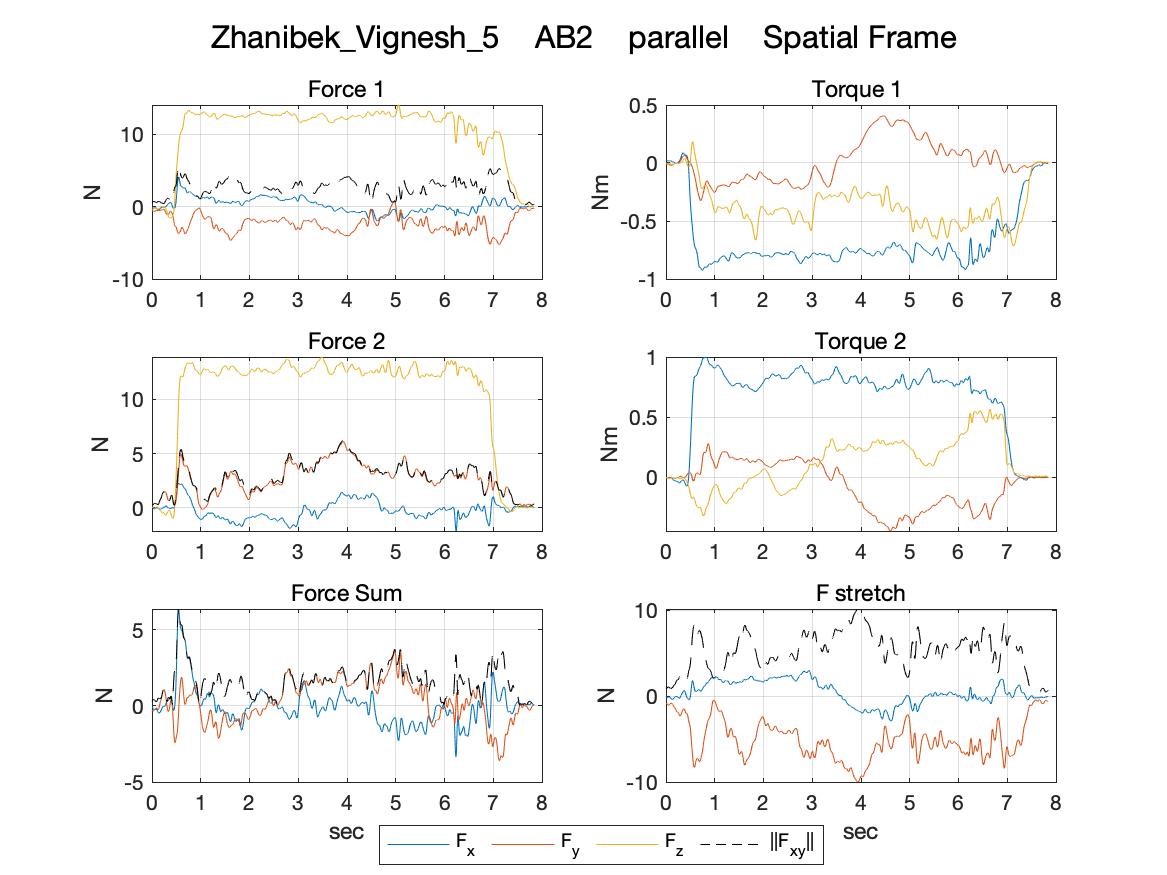 Zhanibek_Vignesh_5 AB2 parallel Spatial Frame
Force 1
N
10
0
-10
0 1 2 3 4 5 6 7 8
Torque 1
Nm
0.5
0
-0.5
-1
0 1 2 3 4 5 6 7 8
Force 2
N
10
5
0
0 1 2 3 4 5 6 7 8
Torque 2
Nm
1
0.5
0
0 1 2 3 4 5 6 7 8
Force Sum
N
5
0
-5
0 1 2 3 4 5 6 7 8
sec
F stretch
N
10
0
-10
0 1 2 3 4 5 6 7 8
sec
F_x F_y F_z ||F_xy||